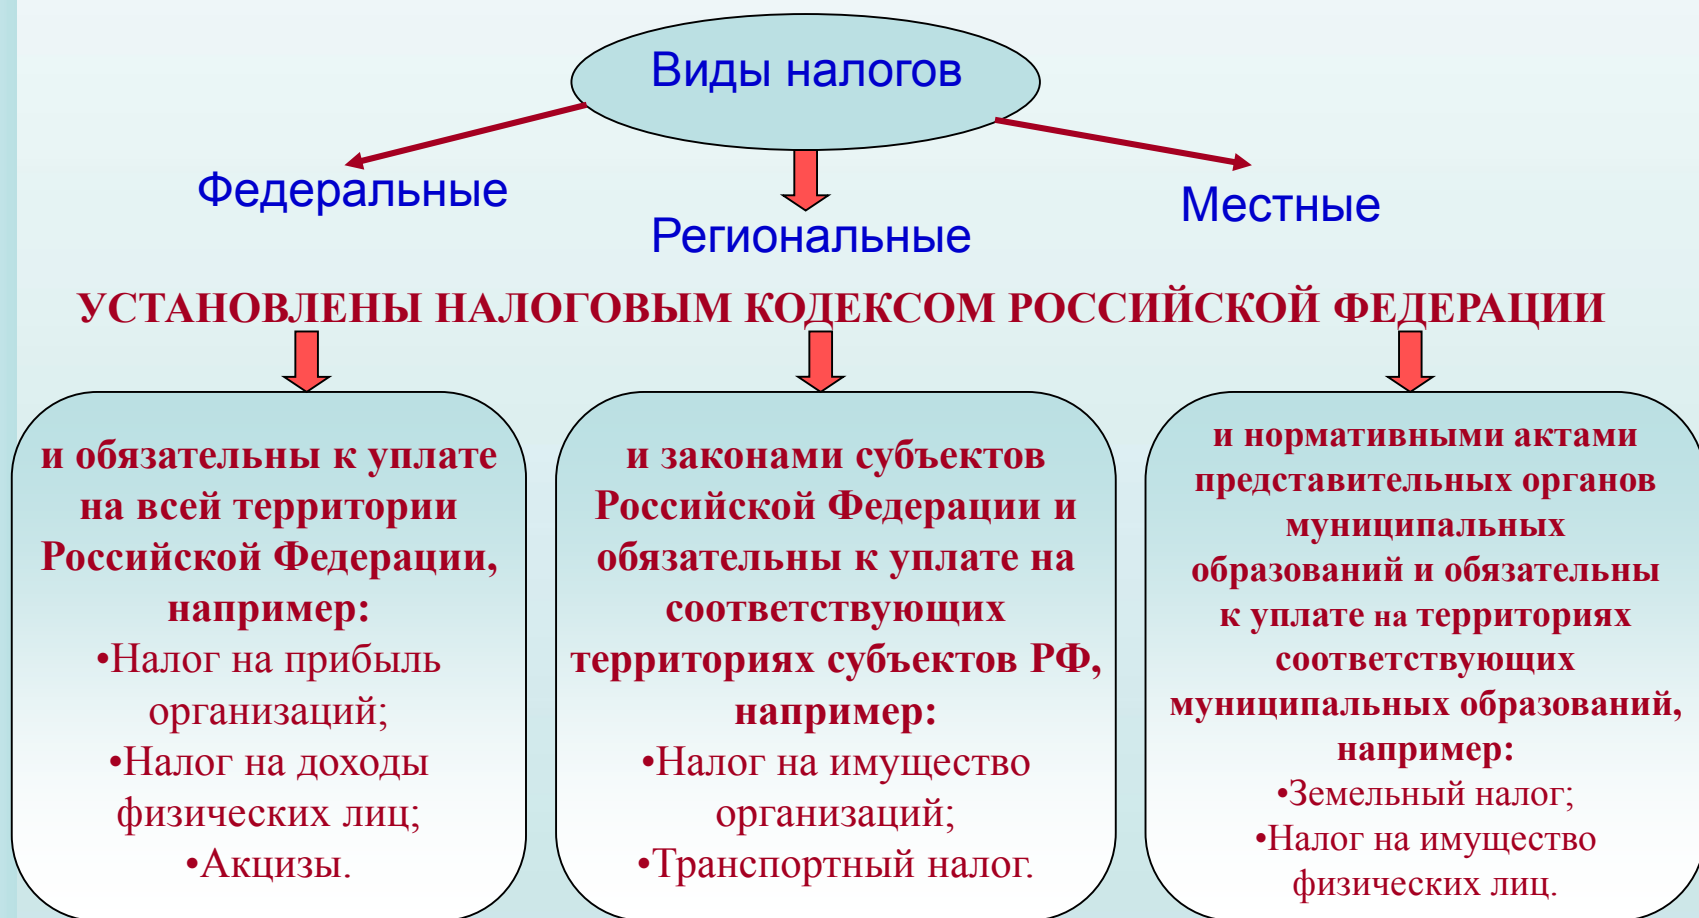 Виды налогов
Федеральные
Региональные
Местные
УСТАНОВЛЕНЫ НАЛОГОВЫМ КОДЕКСОМ РОССИЙСКОЙ ФЕДЕРАЦИИ
и обязательны к уплате
на всей территории
Российской Федерации,
например:
•Налог на прибыль
организаций;
•Налог на доходы
физических лиц;
•Акцизы.
и законами субъектов
Российской Федерации и
обязательны к уплате на
соответствующих
территориях субъектов РФ,
например:
•Налог на имущество
организаций;
•Транспортный налог.
и нормативными актами
представительных органов
муниципальных
образований и обязательны
к уплате на территориях
соответствующих
муниципальных образований,
например:
•Земельный налог;
•Налог на имущество
физических лиц.